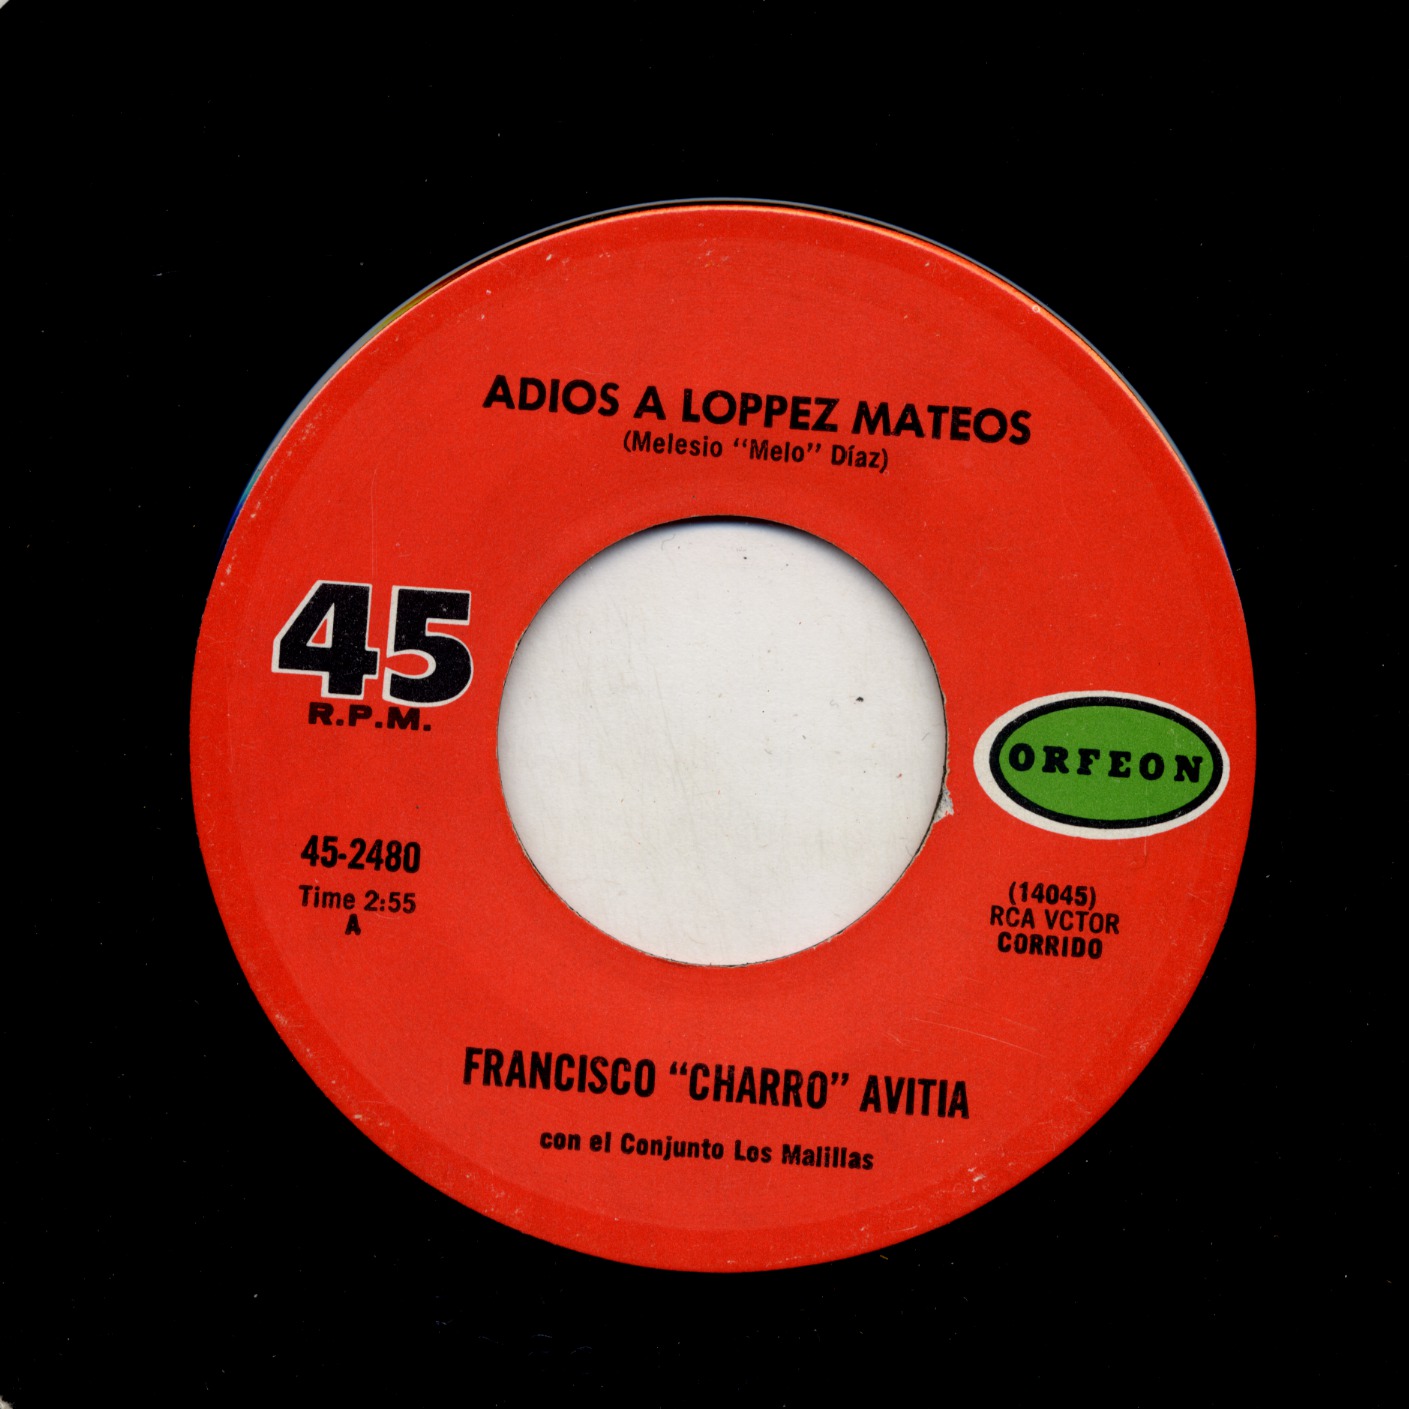 ADIOS A LOPPEZ MATEOS
(Melesio "Melo" Díaz)
45
R.P.M.
ORFEON
45-2480
Time 2:55
A
(14045)
RCA VCTOR
CORRIDO
FRANCISCO "CHARRO" AVITIA
con el Conjunto Los Malillas